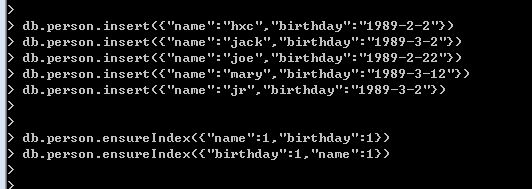 >
> db.person.insert({"name":"hxc","birthday":"1989-2-2"})
> db.person.insert({"name":"jack","birthday":"1989-3-2"})
> db.person.insert({"name":"joe","birthday":"1989-2-22"})
> db.person.insert({"name":"mary","birthday":"1989-3-12"})
> db.person.insert({"name":"jr","birthday":"1989-3-2"})
>
>
> db.person.ensureIndex({"name":1,"birthday":1})
> db.person.ensureIndex({"birthday":1,"name":1})
>
>